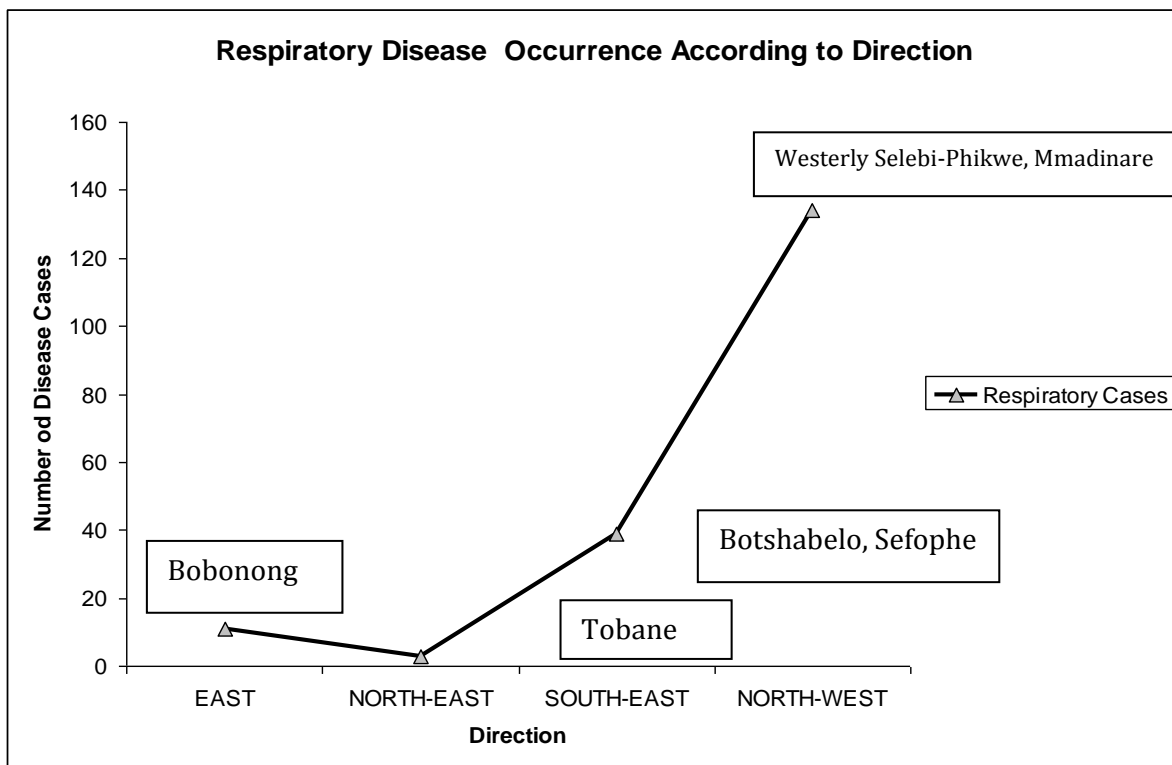 Respiratory Disease Occurrence According to Direction
160
140
120
100
80
60
40
20
0
Number od Disease Cases
Westerly Selebi-Phikwe, Mmadinare
Respiratory Cases
Botshabelo, Sefophe
Bobonong
Tobane
EAST NORTH-EAST SOUTH-EAST NORTH-WEST
Direction